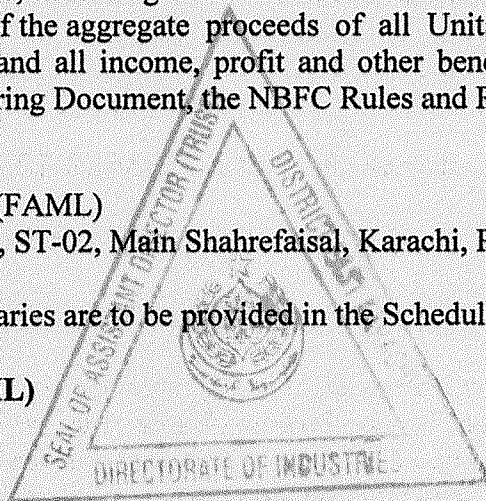 f the aggregate proceeds of all Unit
and all income, profit and other bene
ring Document, the NBFC Rules and R
(FAML)
, ST-02, Main Shahrefaisal, Karachi, P
aries are to be provided in the Schedul
IL)
SEAL OF ASSISTANT DIRECTOR (TRUS
DISTRICT
DIRECTORATE OF INDUSTRIE